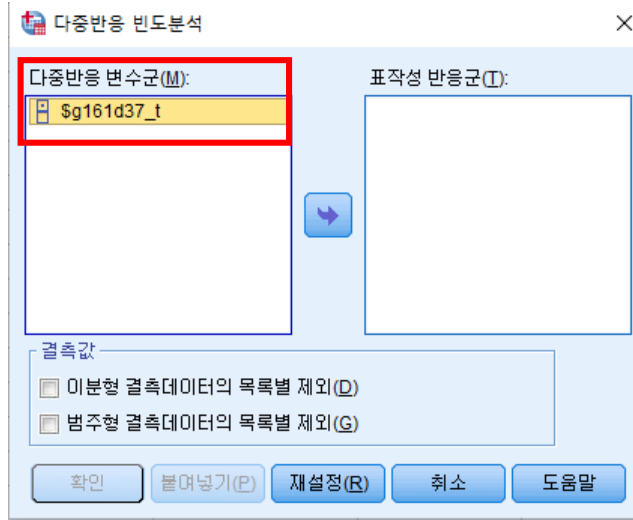 다중반응 빈도분석
다중반응 변수군(M):
표작성 반응군(T):
$g161d37_t
결측값
이분형 결측데이터의 목록별 제외(D)
범주형 결측데이터의 목록별 제외(G)
확인
붙여넣기(P)
재설정(R)
취소
도움말